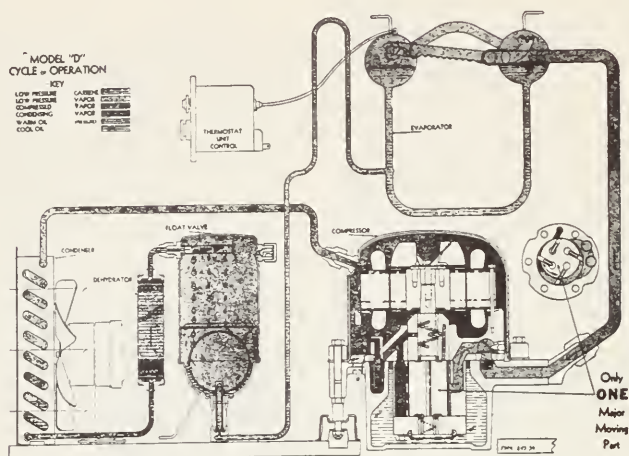 MODEL "D"
CYCLE of OPERATION
KEY
LOW PRESSURE CARRENE
LOW PRESSURE VAPOR
COMPRESSED VAPOR
CONDENSING VAPOR
WARM OIL
COOL OIL
THERMOSTAT
UNIT
CONTROL
EVAPORATOR
FLOAT VALVE
COMPRESSOR
CONDENSER
DEHYDRATOR
Only
ONE
Major
Moving
Part